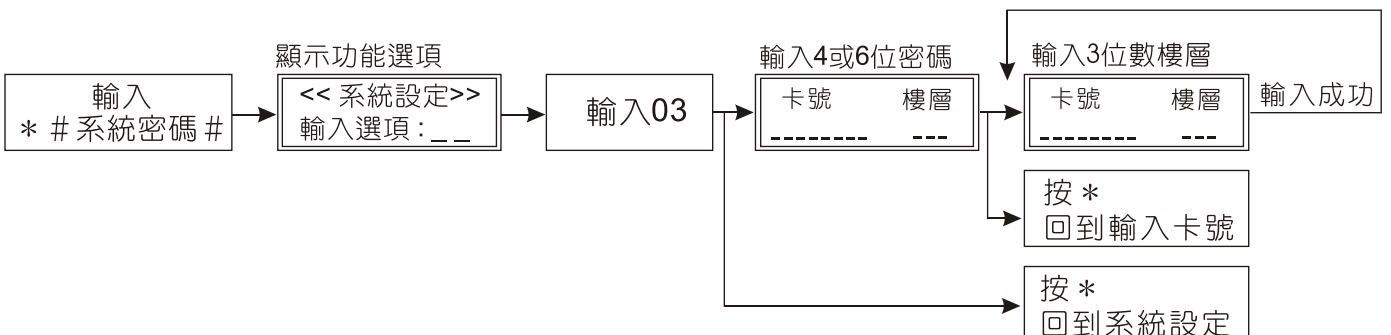 輸入
＊＃系統密碼＃
顯示功能選項
<< 系統設定>>
輸入選項：_ _
輸入03
輸入4或6位密碼
卡號 樓層
-------- ---
輸入3位數樓層
卡號 樓層
-------- ---
輸入成功
按＊
回到輸入卡號
按＊
回到系統設定